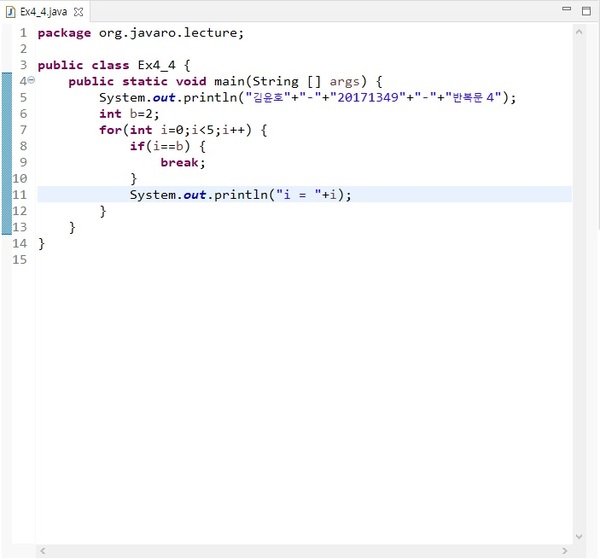 Ex4_4.java
1 package org.javaro.lecture;
2
3 public class Ex4_4 {
4     public static void main(String [] args) {
5         System.out.println("김윤호"+"-"+"20171349"+"-"+"반복문 4");
6         int b=2;
7         for(int i=0;i<5;i++) {
8             if(i==b) {
9                 break;
10             }
11             System.out.println("i = "+i);
12         }
13     }
14 }
15